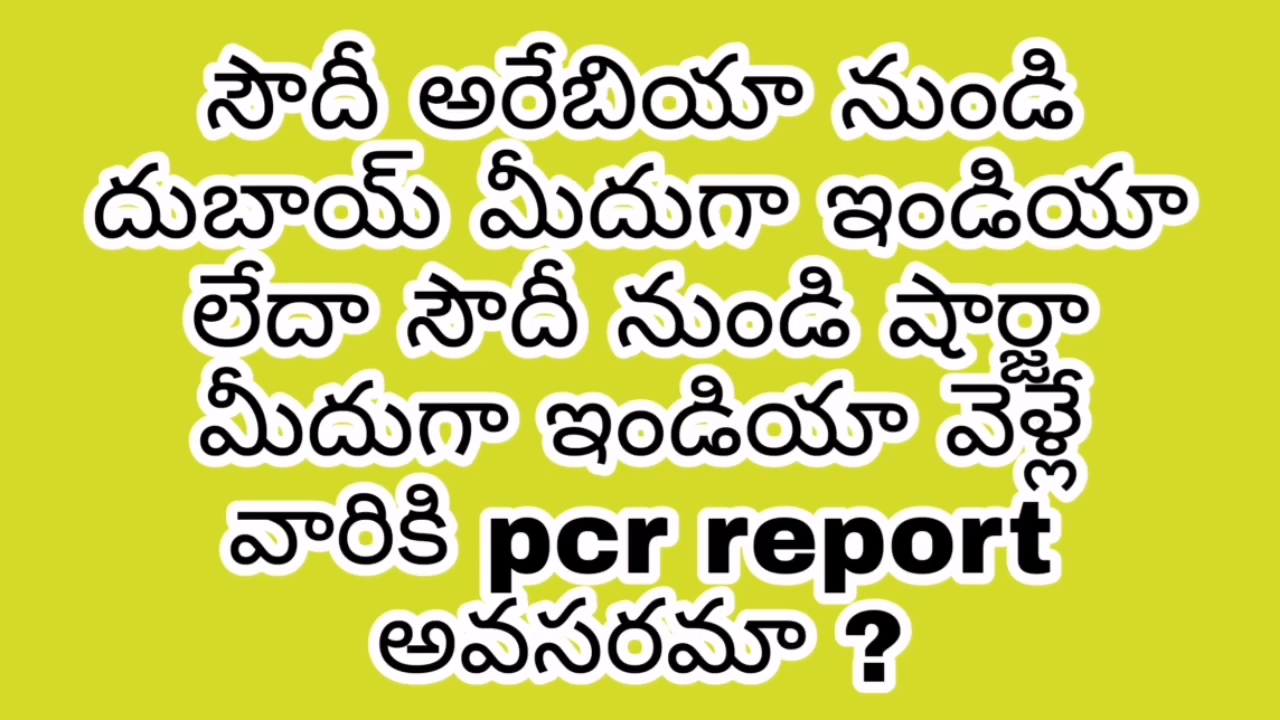 సౌదీ అరేబియా నుండి
దుబాయ్ మీదుగా ఇండియా
లేదా సౌదీ నుండి షార్జా
మీదుగా ఇండియా వెళ్లే
వారికి pcr report
అవసరమా ?